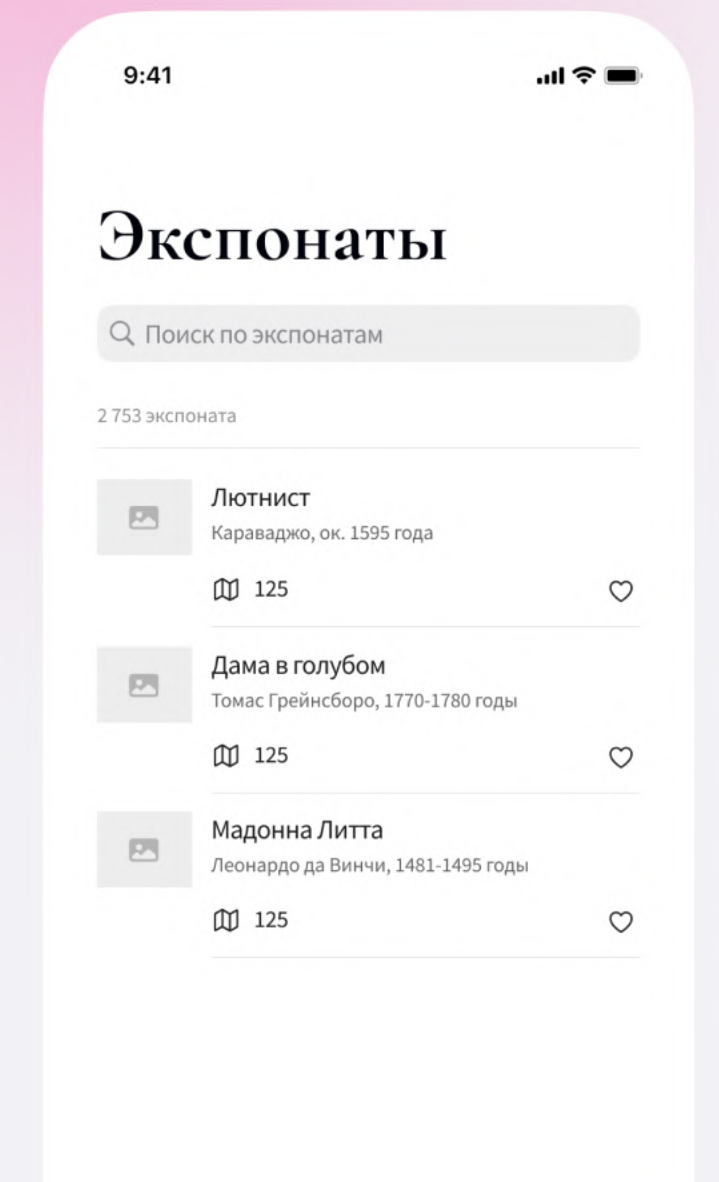 9:41
Экспонаты
Поиск по экспонатам
2 753 экспоната
Лютнист
Караваджо, ок. 1595 года
125
Дама в голубом
Томас Грейнсборо, 1770-1780 годы
125
Мадонна Литта
Леонардо да Винчи, 1481-1495 годы
125